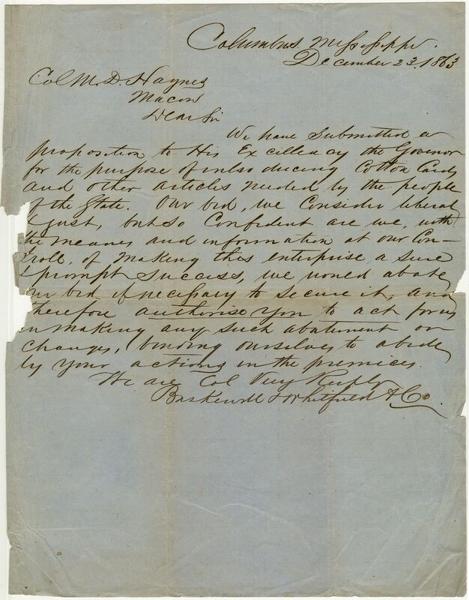 Columbus Mississippi.
December 23. 1863
Col M. D. Haynes
Macon
Dear Sir
We have submitted a
proposition to His Excellency the Governor
for the purpose of introducing Cotton Cards
and other articles needed by the people
of the State. Our bid, we consider liberal
& just, but so Confident are we, with
the means and information at our Con-
troll, of making this enterprise a sure
& prompt success, we would abate
our bid if necessary to secure it, and
therefore authorise you to act for us
in making any such abatement or
changes, binding ourselves to abide
by your actions in the premises.
We are Col Very Respfly
Baskervill Whitfield & Co.